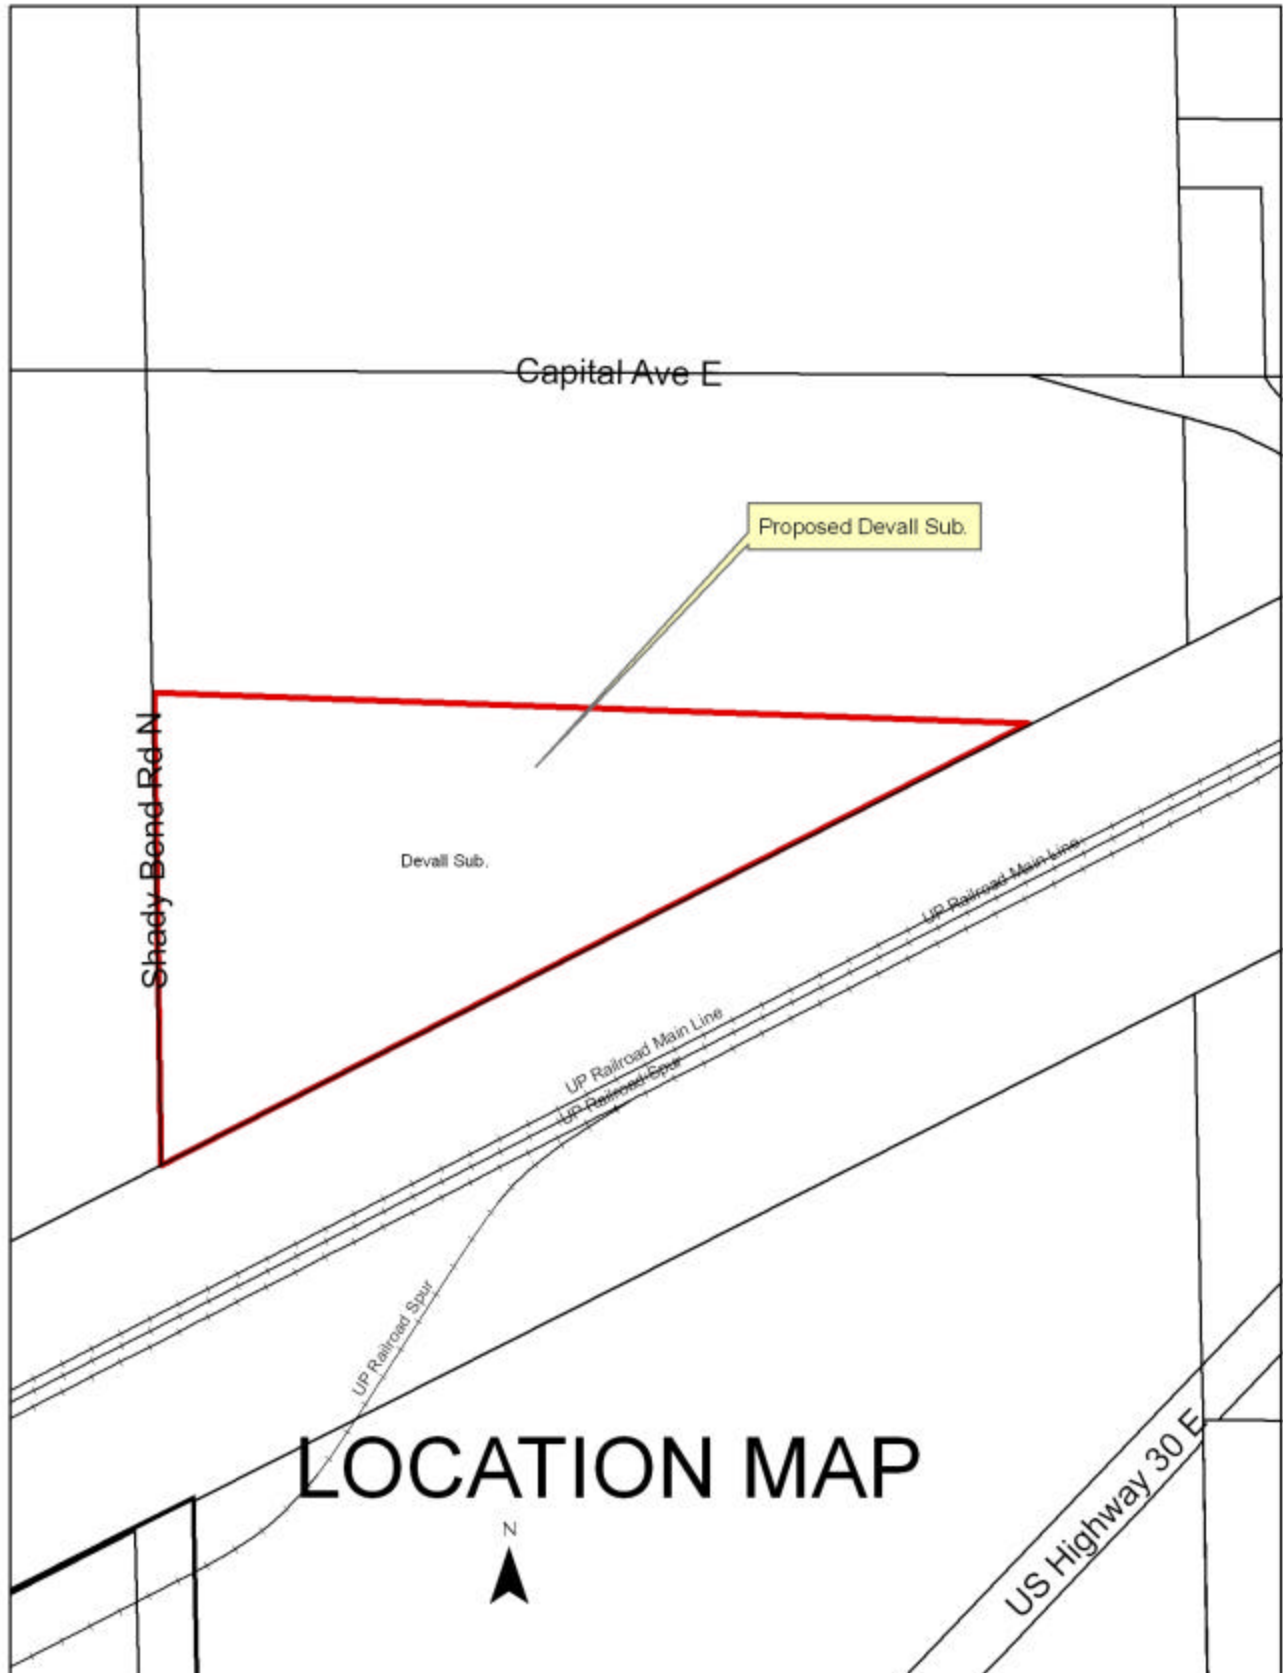 Capital Ave E
Proposed Devall Sub.
Shady Bend Rd N
Devall Sub.
UP Railroad Main Line
UP Railroad Main Line
UP Railroad Spur
UP Railroad Spur
LOCATION MAP
N
US Highway 30 E